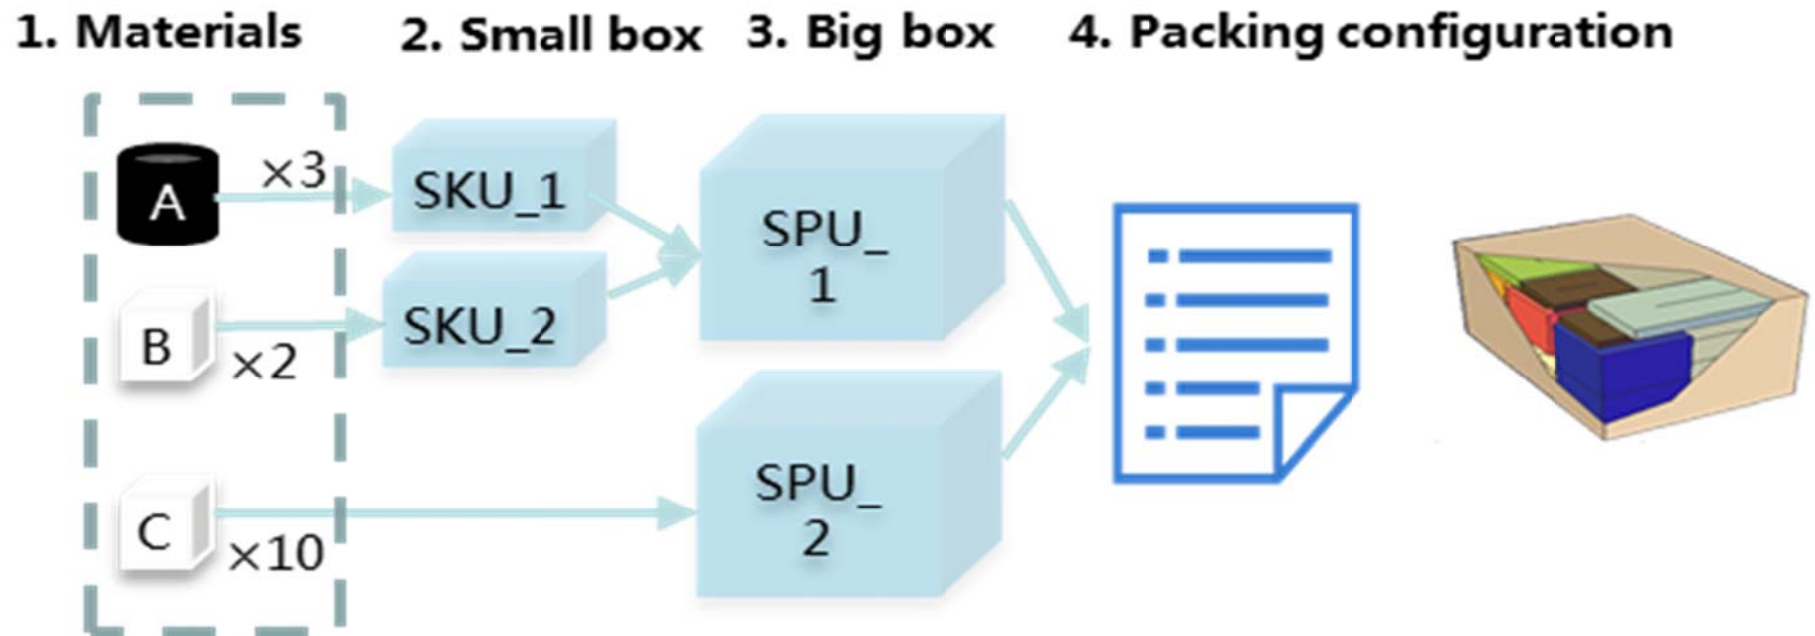 1. Materials
2. Small box
3. Big box
4. Packing configuration
A
×3
SKU_1
SPU_
1
B
×2
SKU_2
C
×10
SPU_
2